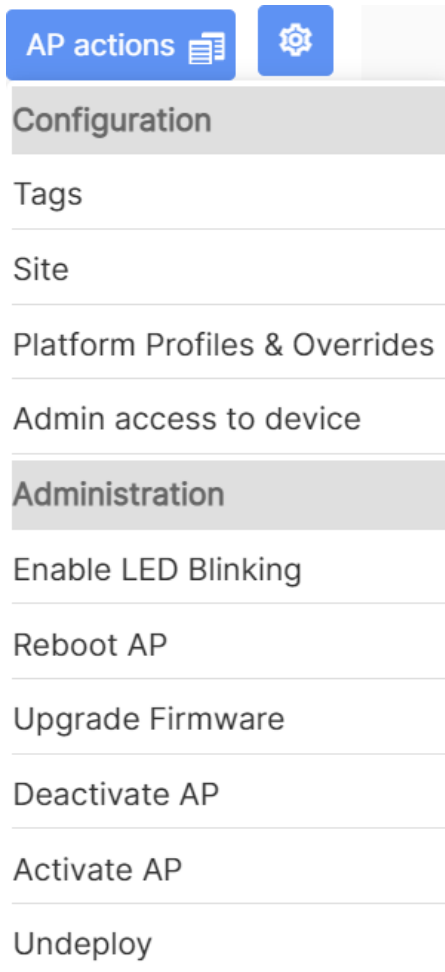 AP actions
Configuration
Tags
Site
Platform Profiles & Overrides
Admin access to device
Administration
Enable LED Blinking
Reboot AP
Upgrade Firmware
Deactivate AP
Activate AP
Undeploy